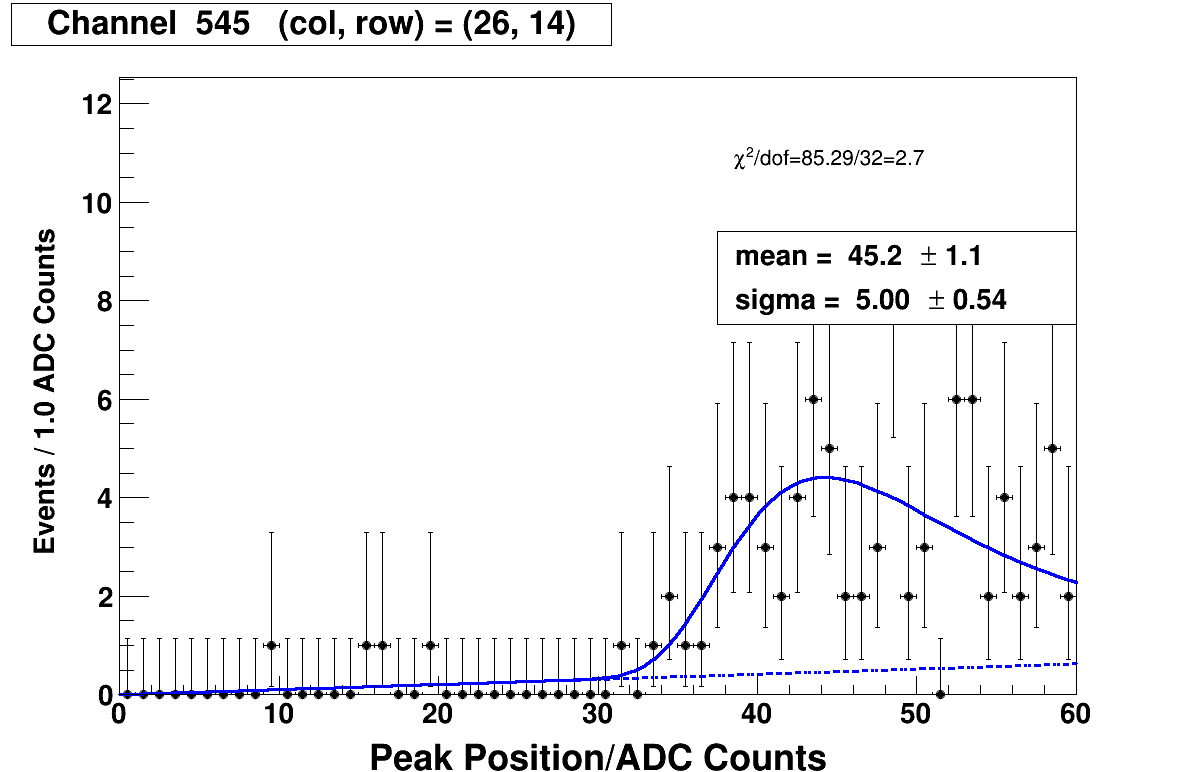 Channel 545 (col, row) = (26, 14)
χ²/dof=85.29/32=2.7
mean = 45.2 ± 1.1
sigma = 5.00 ± 0.54
Events / 1.0 ADC Counts
12
10
8
6
4
2
0
0 10 20 30 40 50 60
Peak Position/ADC Counts